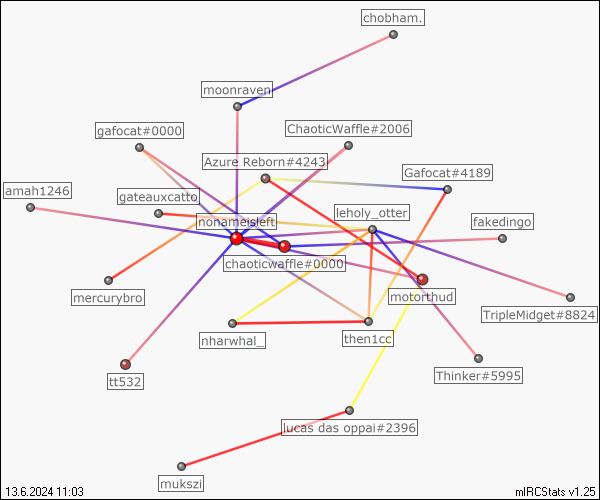 chobham.
moonraven
gafocat#0000
ChaoticWaffle#2006
Azure Reborn#4243
Gafocat#4189
amah1246
gateauxcatto
leholy_otter
nonameisleft
fakedingo
chaoticwaffle#0000
mercurybro
motorthud
TripleMidget#8824
nharwhal_
then1cc
Thinker#5995
tt532
lucas das oppai#2396
mukszi
13.6.2024 11:03
mIRCStats v1.25